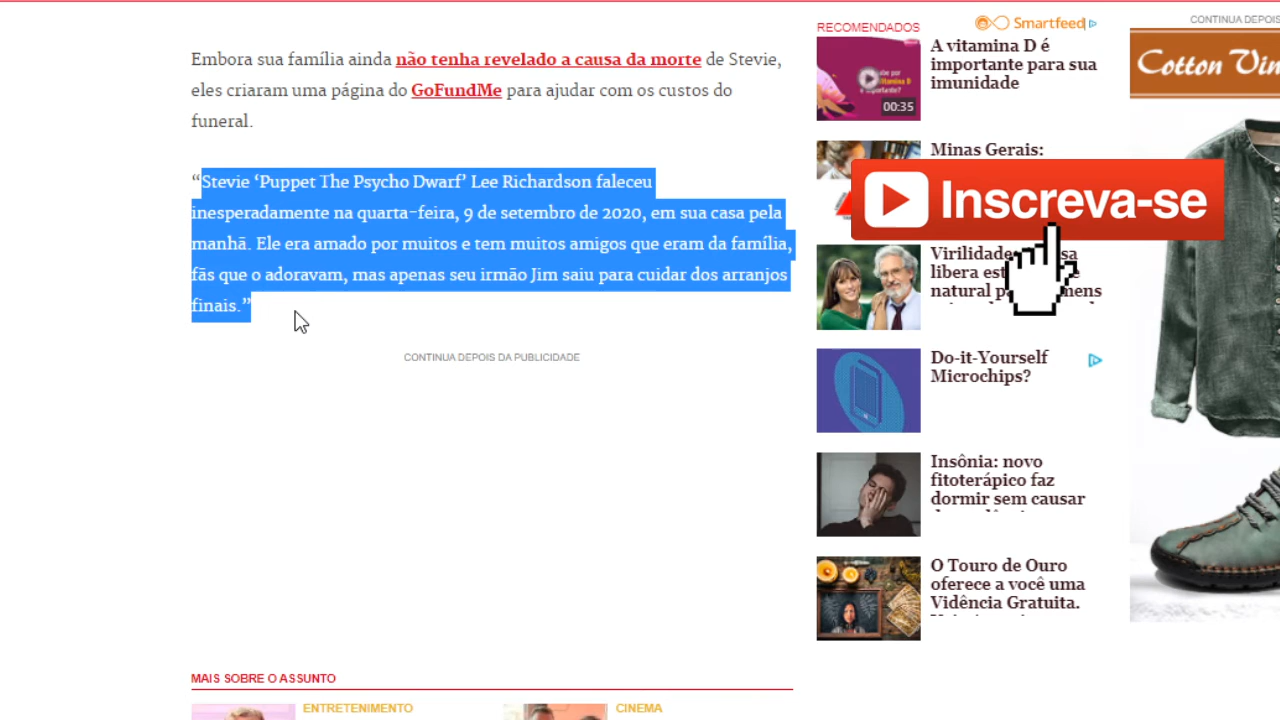 Embora sua família ainda não tenha revelado a causa da morte de Stevie,
eles criaram uma página do GoFundMe para ajudar com os custos do
funeral.
“Stevie ‘Puppet The Psycho Dwarf’ Lee Richardson faleceu
inesperadamente na quarta-feira, 9 de setembro de 2020, em sua casa pela
manhã. Ele era amado por muitos e tem muitos amigos que eram da família,
fãs que o adoravam, mas apenas seu irmão Jim saiu para cuidar dos arranjos
finais.”
CONTINUA DEPOIS DA PUBLICIDADE
MAIS SOBRE O ASSUNTO
ENTRETENIMENTO
CINEMA
RECOMENDADOS
Smartfeed
A vitamina D é
importante para sua
imunidade
00:35
Minas Gerais:
Inscreva-se
Virilidade
libera
natural
Do-it-Yourself
Microchips?
Insônia: novo
fitoterápico faz
dormir sem causar
O Touro de Ouro
oferece a você uma
Vidência Gratuita.
CONTINUA DEPOIS
Cotton